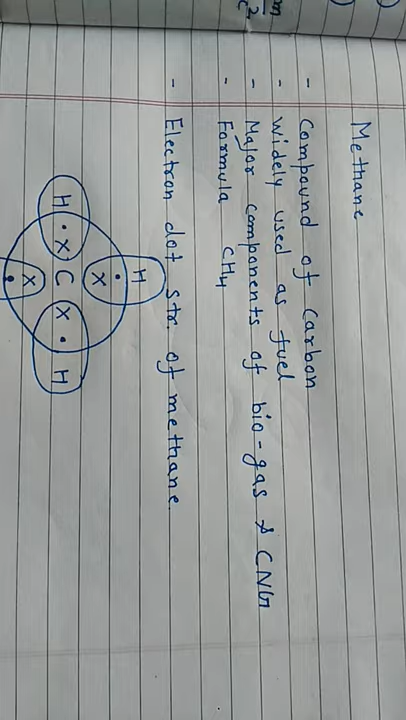 Methane
- Compound of Carbon
- Widely used as fuel
- Major components of bio-gas & CNG
- Formula CH4
- Electron dot str. of methane.
H
H • x C x • H
x